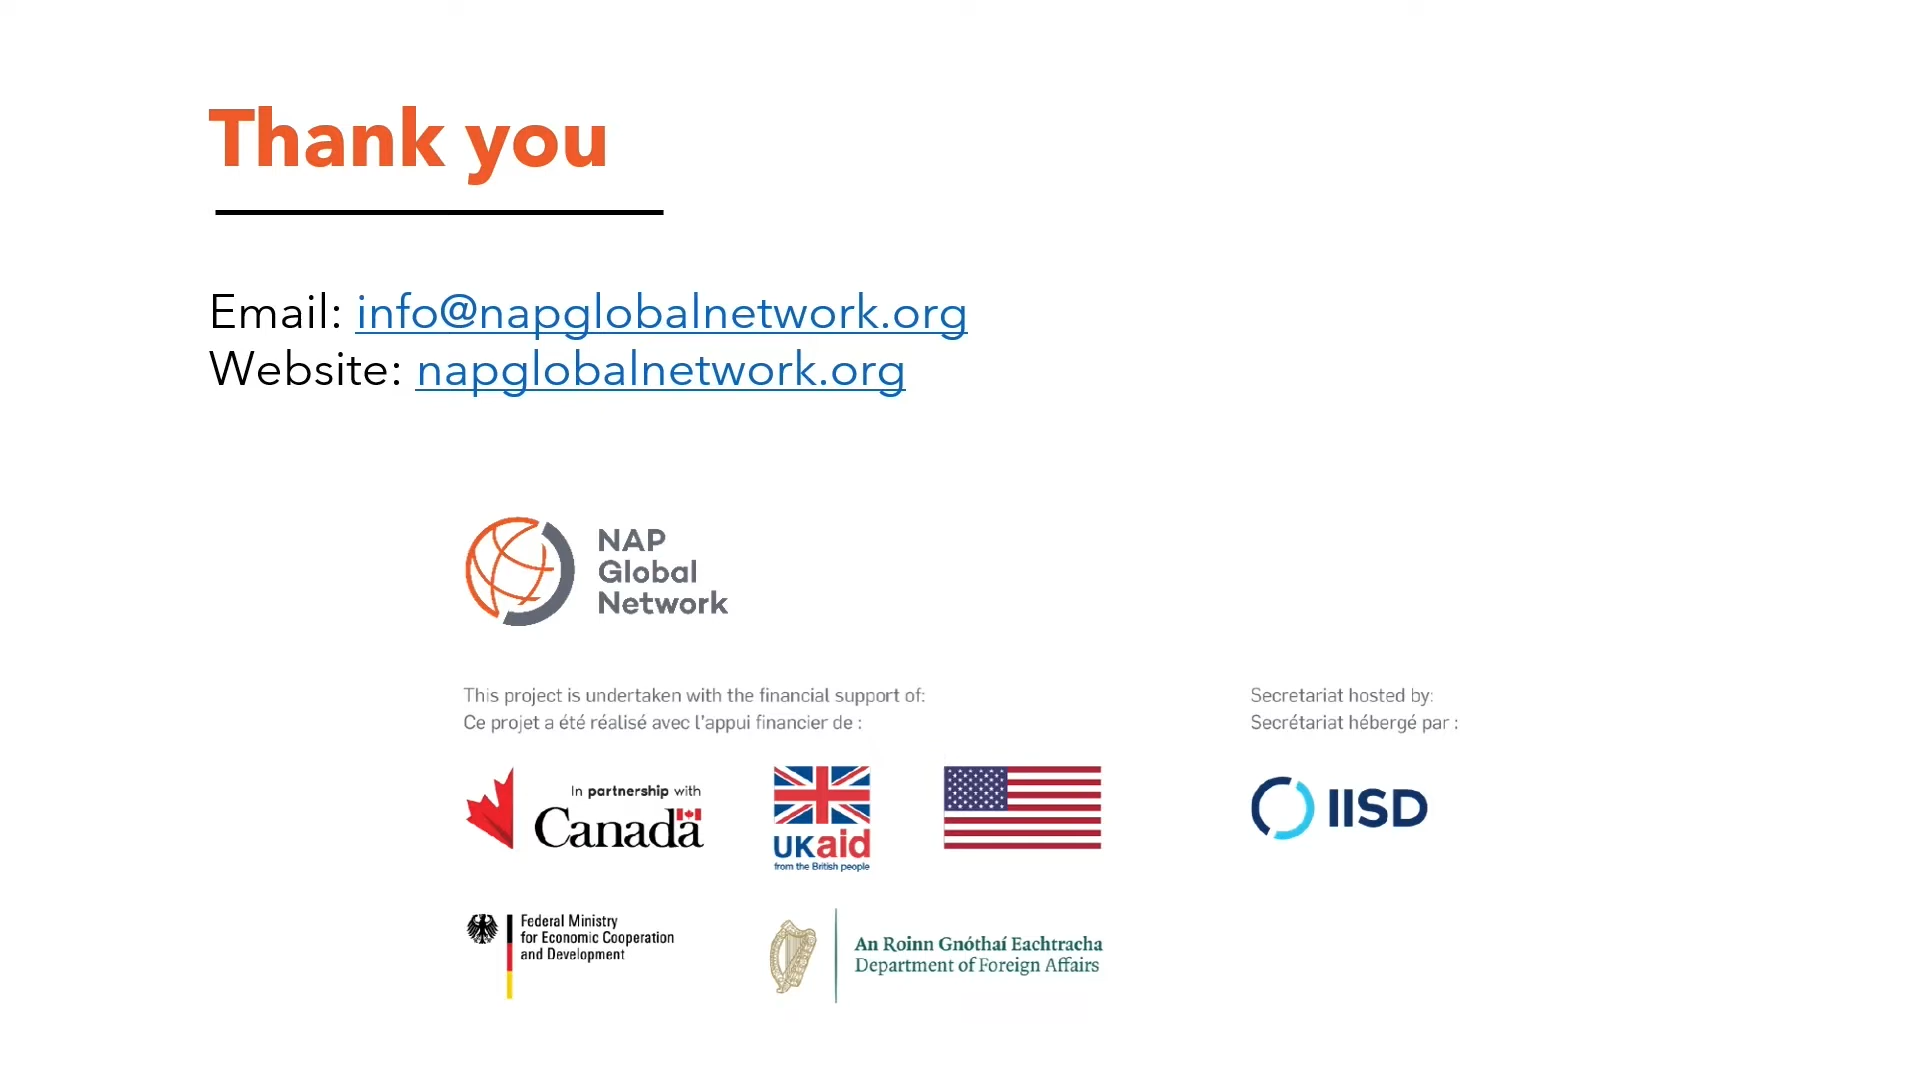 Thank you
Email: info@napglobalnetwork.org
Website: napglobalnetwork.org
NAP
Global
Network
This project is undertaken with the financial support of:
Ce projet a été réalisé avec l'appui financier de :
Secretariat hosted by:
Secrétariat hébergé par :
In partnership with
Canada
UKaid
from the British people
IISD
Federal Ministry
for Economic Cooperation
and Development
An Roinn Gnóthaí Eachtracha
Department of Foreign Affairs